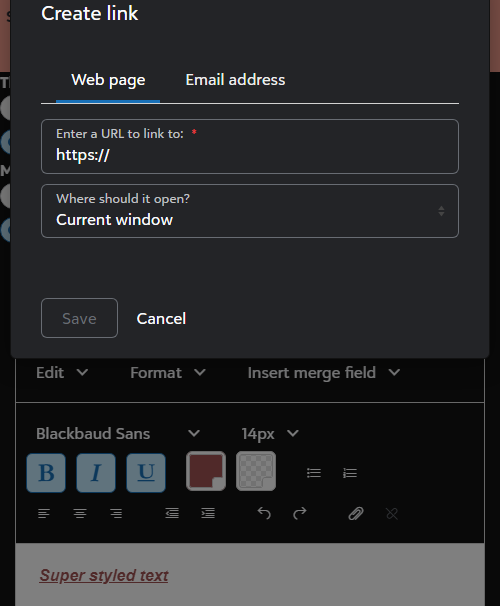 Create link
Web page Email address
Enter a URL to link to: *
https://
Where should it open?
Current window
Save Cancel
Edit Format Insert merge field
Blackbaud Sans 14px
B I U
Super styled text